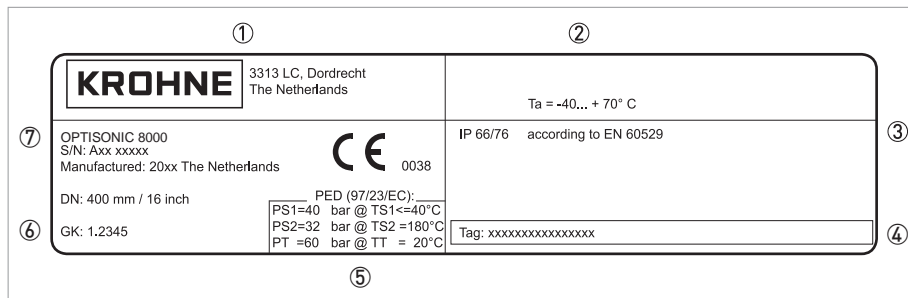 ① ②
KROHNE
3313 LC, Dordrecht
The Netherlands
Ta = -40... + 70° C
⑦ ③
OPTISONIC 8000
S/N: Axx xxxxx
Manufactured: 20xx The Netherlands
CE 0038
IP 66/76 according to EN 60529
DN: 400 mm / 16 inch
PED (97/23/EC):
PS1=40 bar @ TS1<=40°C
PS2=32 bar @ TS2 =180°C
PT =60 bar @ TT = 20°C
⑥ GK: 1.2345
Tag: xxxxxxxxxxxxxxxx ④
⑤